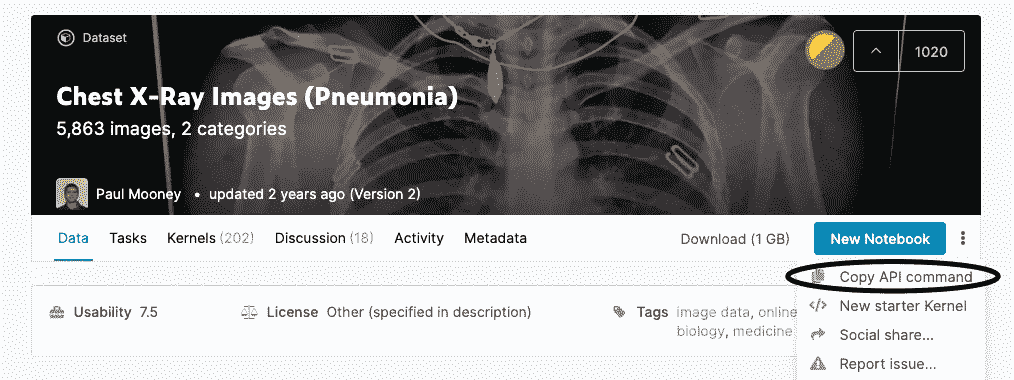 Dataset
1020
Chest X-Ray Images (Pneumonia)
5,863 images, 2 categories
Paul Mooney • updated 2 years ago (Version 2)
Data Tasks Kernels (202) Discussion (18) Activity Metadata Download (1 GB) New Notebook
Copy API command
New starter Kernel
Social share...
Report issue...
Usability 7.5 License Other (specified in description) Tags image data, online
biology, medicine